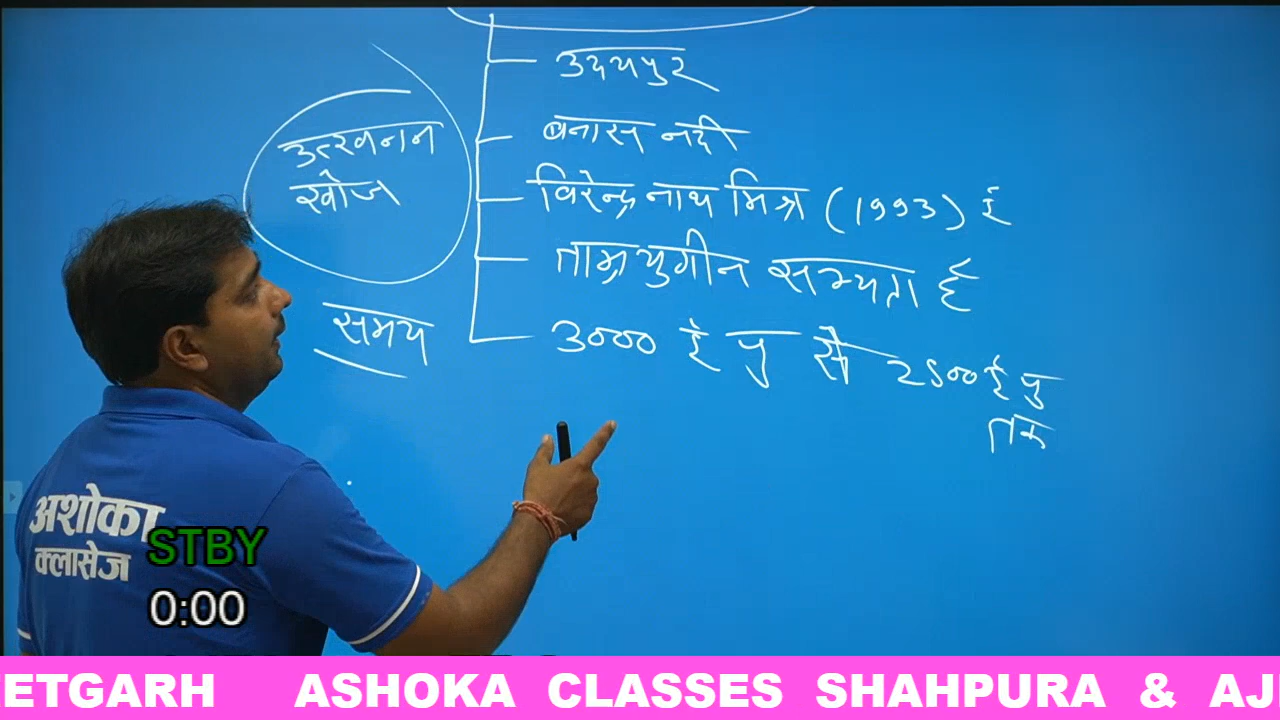 उदयपुर
बनास नदी
उत्खनन
खोज
विरेन्द्र नाथ मिश्र (1993) ई
ताम्रयुगीन सभ्यता है
समय
3000 ई पु से 2500 ई पु
तक
अशोका
क्लासेज
STBY
0:00
ETGARH ASHOKA CLASSES SHAHPURA & AJ